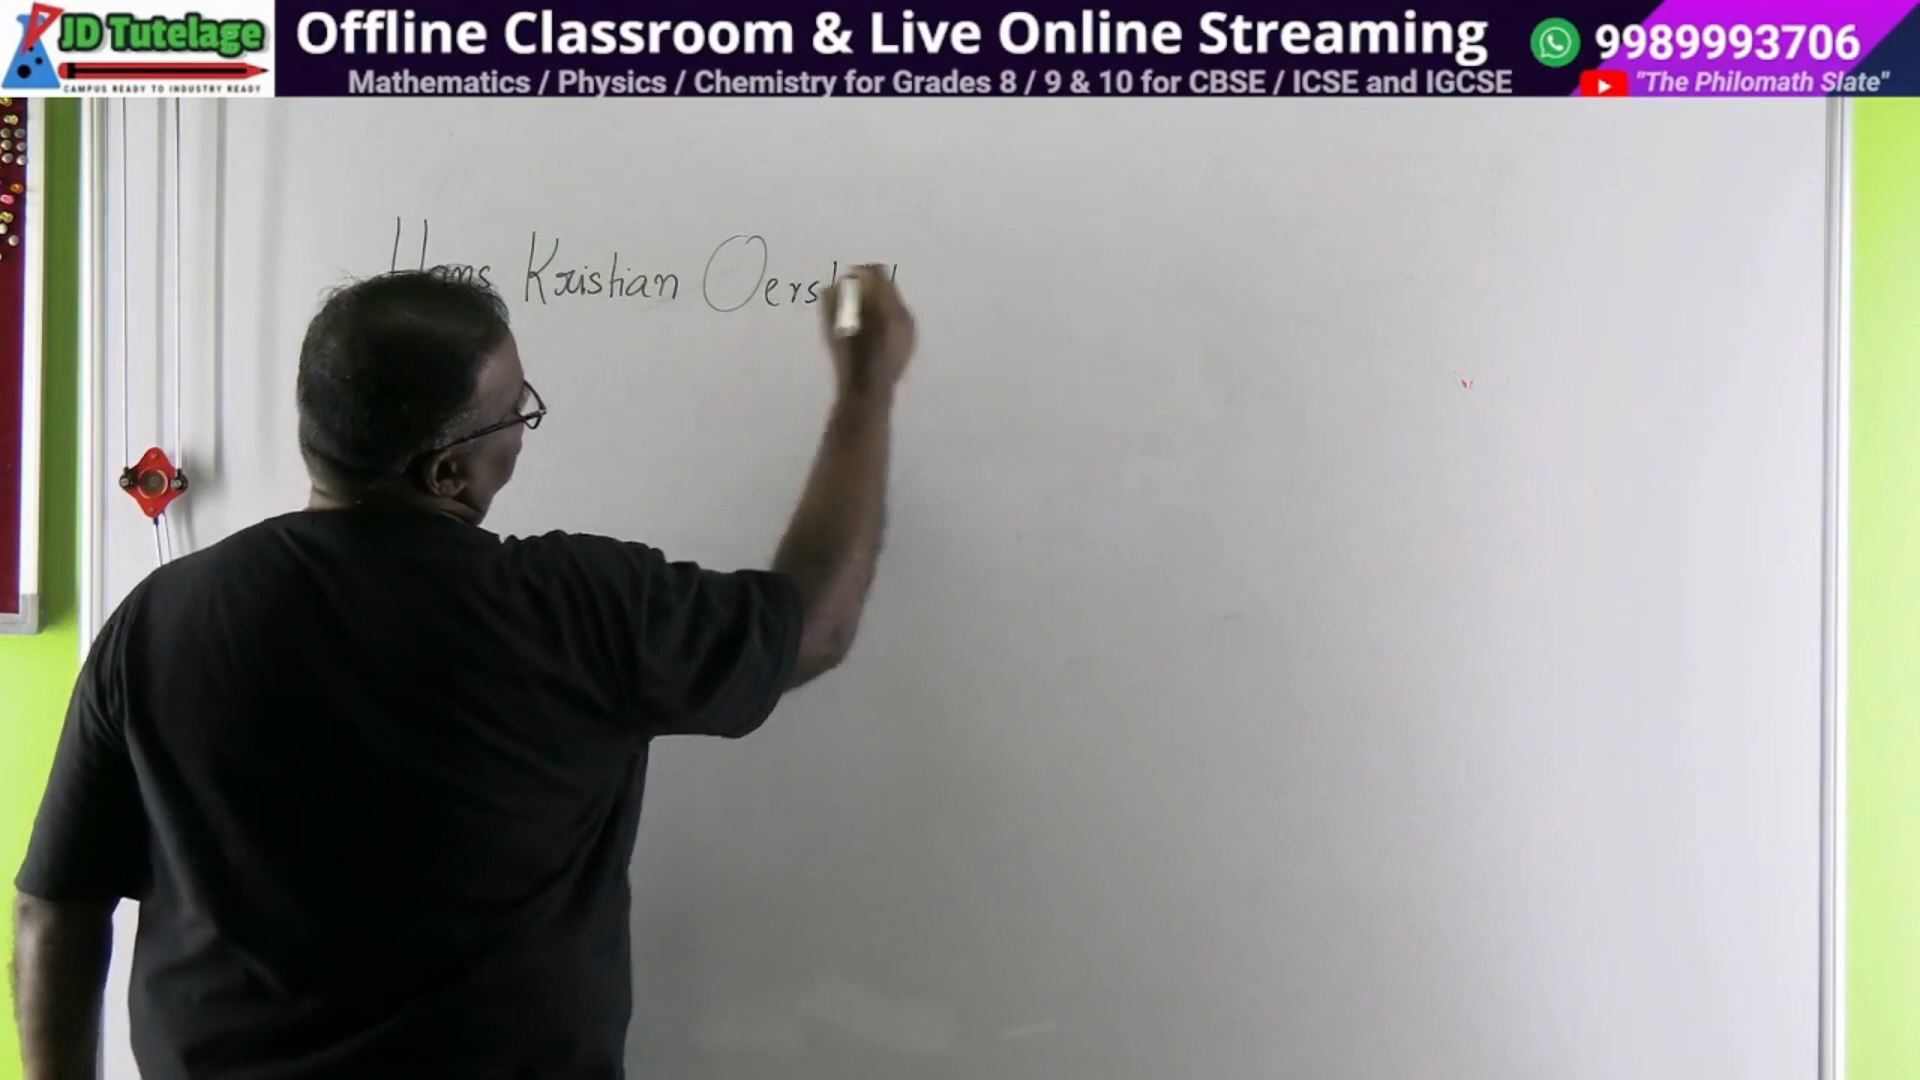 JD Tutelage
CAMPUS READY TO INDUSTRY READY
Offline Classroom & Live Online Streaming
Mathematics / Physics / Chemistry for Grades 8 / 9 & 10 for CBSE / ICSE and IGCSE
9989993706
"The Philomath Slate"
Hans Kristian